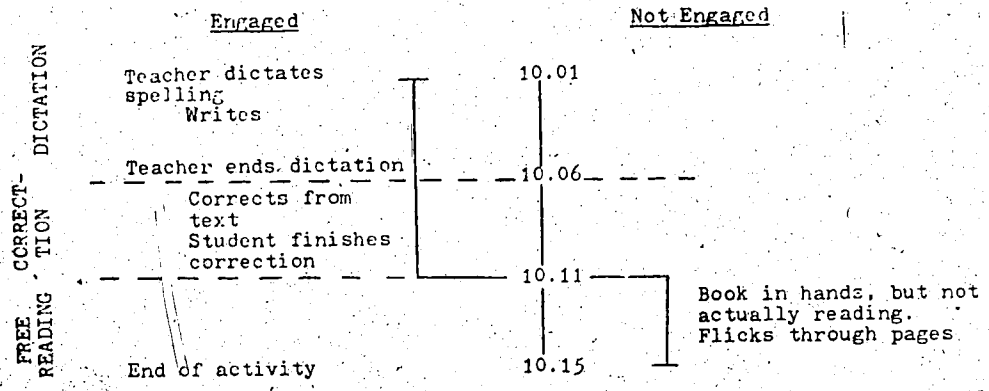 Engaged
Not Engaged
DICTATION
Teacher dictates
spelling
Writes
10.01
Teacher ends dictation
10.06
CORRECT-
TION
Corrects from
text
Student finishes
correction
10.11
FREE
READING
Book in hands, but not
actually reading.
Flicks through pages
End of activity
10.15